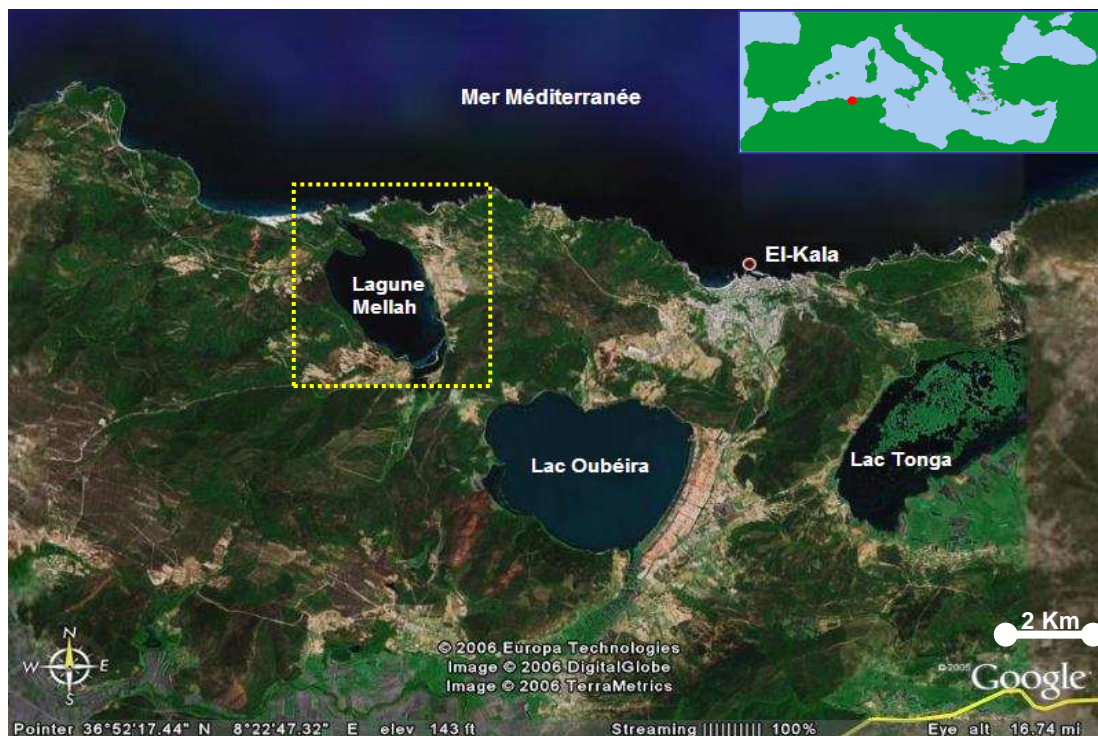 Mer Méditerranée
El-Kala
Lagune
Mellah
Lac Oubéira
Lac Tonga
2 Km
N
W E
S
© 2006 Europa Technologies
Image © 2006 DigitalGlobe
Image © 2006 TerraMetrics
© 2005 Google
Pointer 36°52'17.44" N 8°22'47.32" E elev 143 ft Streaming |||||||||| 100% Eye alt 16.74 mi